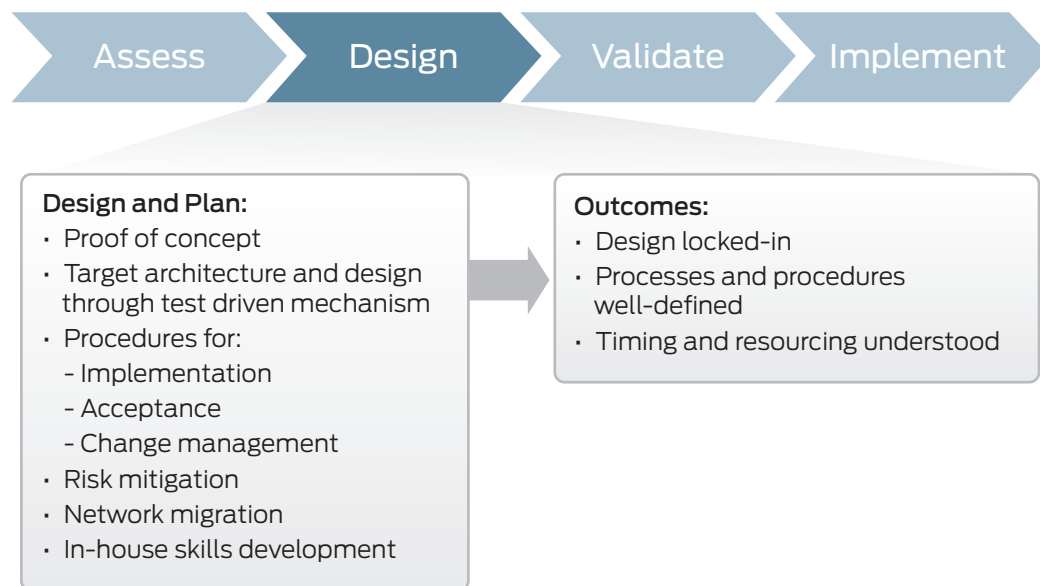 Assess
Design
Validate
Implement
Design and Plan:
· Proof of concept
· Target architecture and design
through test driven mechanism
· Procedures for:
- Implementation
- Acceptance
- Change management
· Risk mitigation
· Network migration
· In-house skills development
Outcomes:
· Design locked-in
· Processes and procedures
well-defined
· Timing and resourcing understood